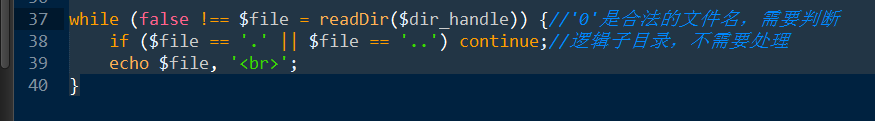 37 while (false !== $file = readDir($dir_handle)) {//'0'是合法的文件名，需要判断
38 if ($file == '.' || $file == '..') continue;//逻辑子目录，不需要处理
39 echo $file, '<br>';
40 }